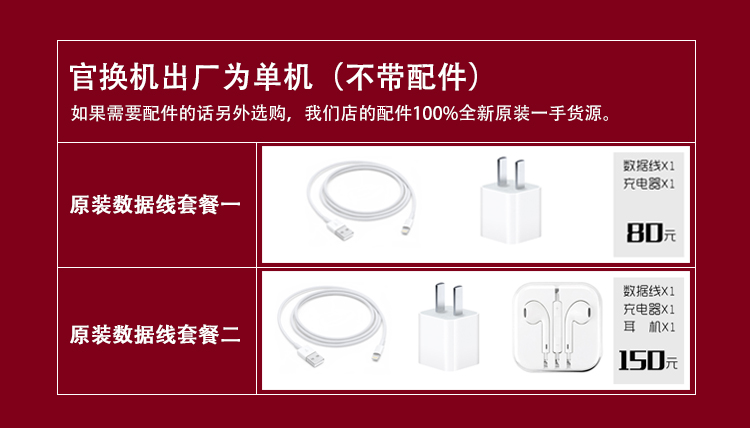 官换机出厂为单机（不带配件）
如果需要配件的话另外选购，我们店的配件100%全新原装一手货源。
原装数据线套餐一
数据线X1
充电器X1
80元
原装数据线套餐二
数据线X1
充电器X1
耳 机X1
150元